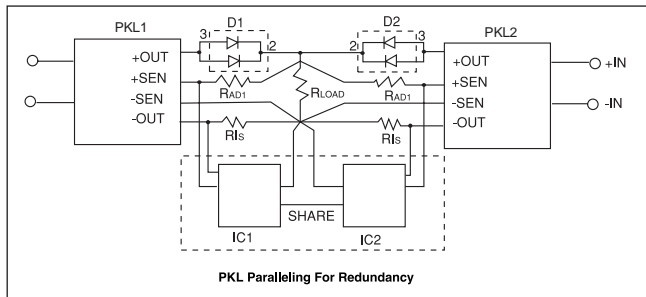 PKL1
D1
D2
PKL2
3
2
2
3
+OUT
+SEN
-SEN
-OUT
+OUT
+SEN
-SEN
-OUT
+IN
-IN
RAD1
RLOAD
RAD1
RIS
RIS
SHARE
IC1
IC2
PKL Paralleling For Redundancy